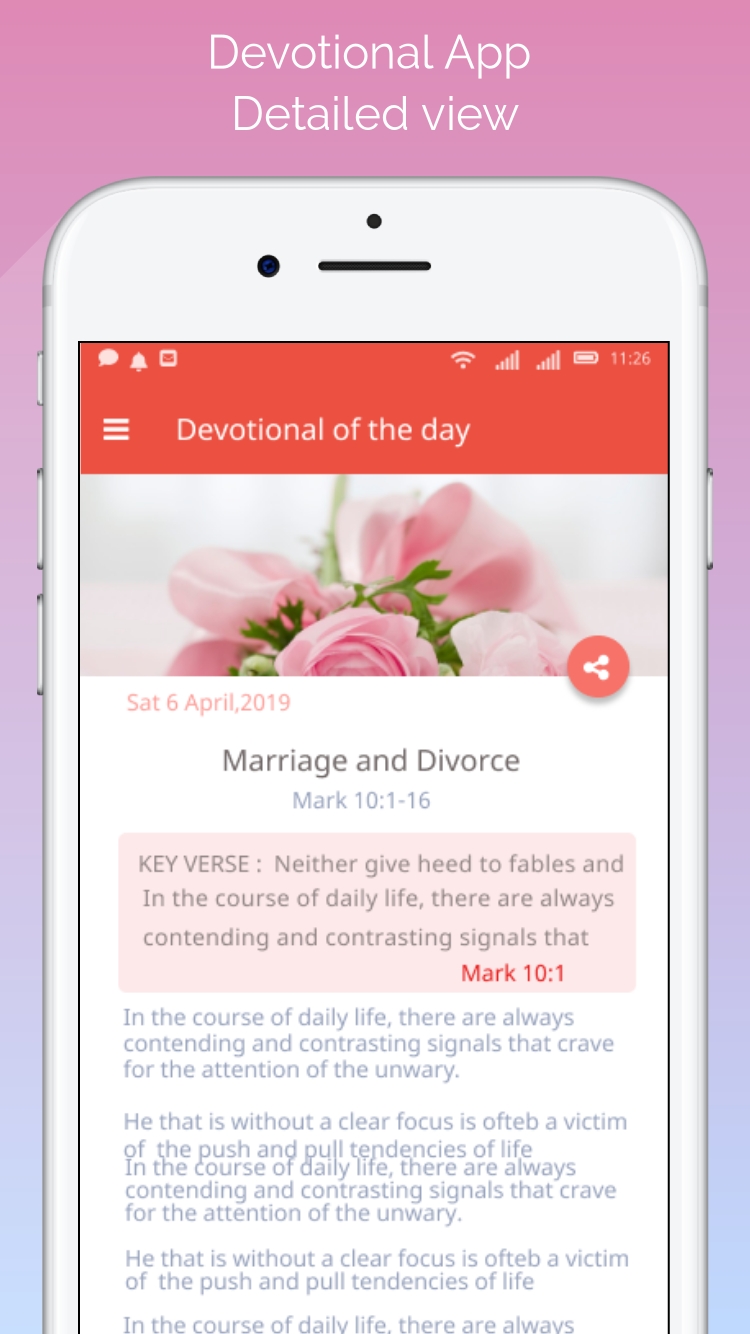 Devotional App
Detailed view
11:26
Devotional of the day
Sat 6 April,2019
Marriage and Divorce
Mark 10:1-16
KEY VERSE : Neither give heed to fables and
In the course of daily life, there are always
contending and contrasting signals that
Mark 10:1
In the course of daily life, there are always
contending and contrasting signals that crave
for the attention of the unwary.
He that is without a clear focus is ofteb a victim
of the push and pull tendencies of life
In the course of daily life, there are always
contending and contrasting signals that crave
for the attention of the unwary.
He that is without a clear focus is ofteb a victim
of the push and pull tendencies of life
In the course of daily life, there are always